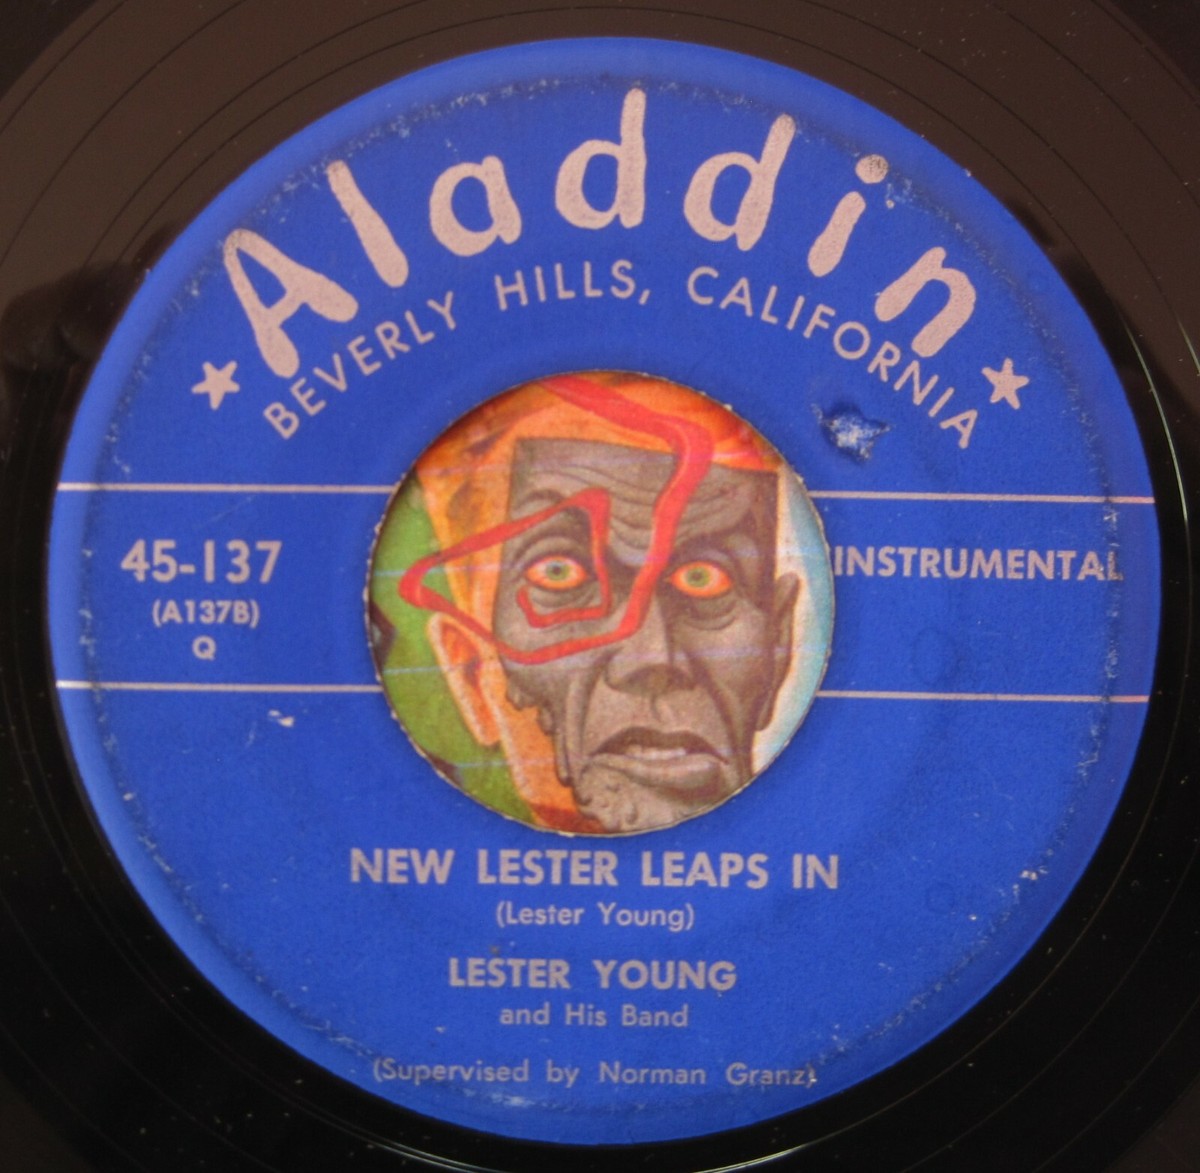 Aladdin
BEVERLY HILLS, CALIFORNIA
45-137
(A137B)
Q
INSTRUMENTAL
NEW LESTER LEAPS IN
(Lester Young)
LESTER YOUNG
and His Band
(Supervised by Norman Granz)